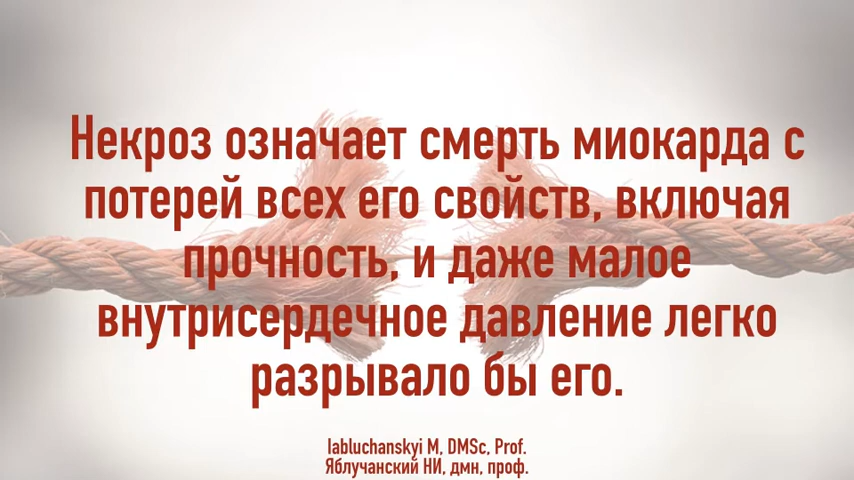 Некроз означает смерть миокарда с
потерей всех его свойств, включая
прочность, и даже малое
внутрисердечное давление легко
разрывало бы его.
Iabluchanskyi M, DMSc, Prof.
Яблучанский НИ, дмн, проф.